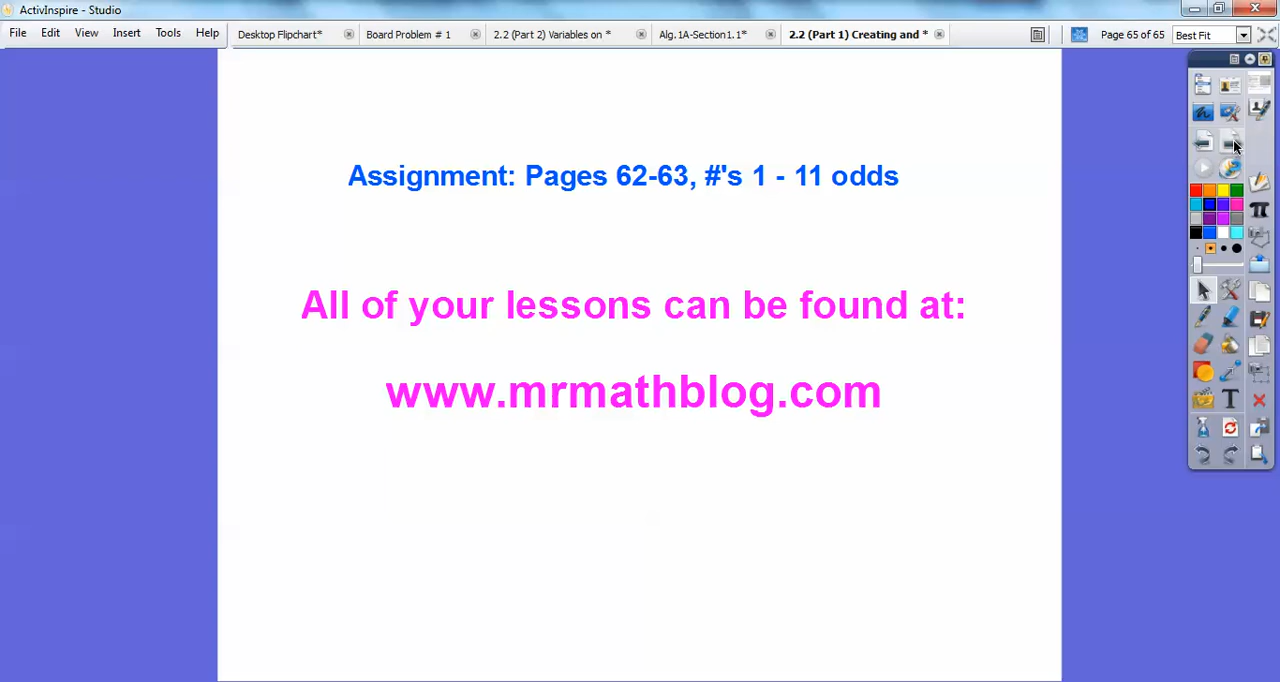 ActivInspire - Studio
File Edit View Insert Tools Help
Desktop Flipchart* Board Problem # 1 2.2 (Part 2) Variables on * Alg.1A-Section1.1* 2.2 (Part 1) Creating and * Page 65 of 65 Best Fit
Assignment: Pages 62-63, #'s 1 - 11 odds
All of your lessons can be found at:
www.mrmathblog.com